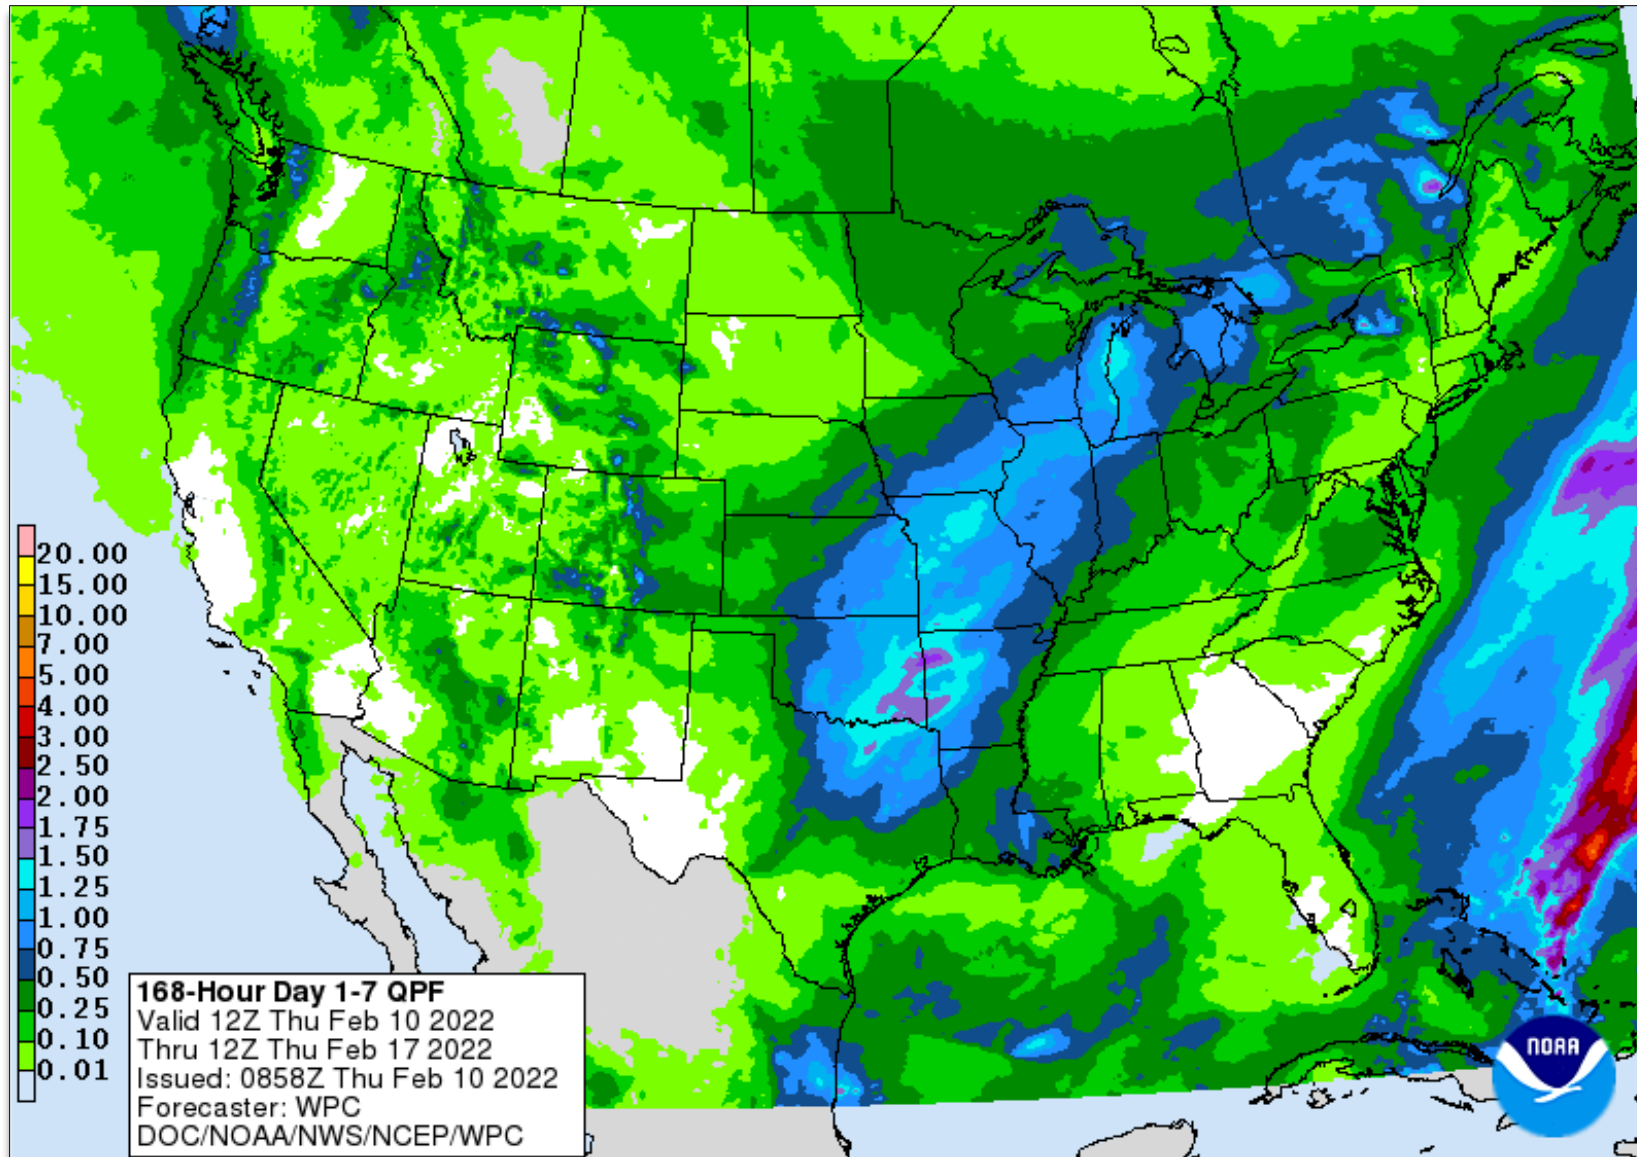 20.00
15.00
10.00
7.00
5.00
4.00
3.00
2.50
2.00
1.75
1.50
1.25
1.00
0.75
0.50
0.25
0.10
0.01
168-Hour Day 1-7 QPF
Valid 12Z Thu Feb 10 2022
Thru 12Z Thu Feb 17 2022
Issued: 0858Z Thu Feb 10 2022
Forecaster: WPC
DOC/NOAA/NWS/NCEP/WPC
NOAA